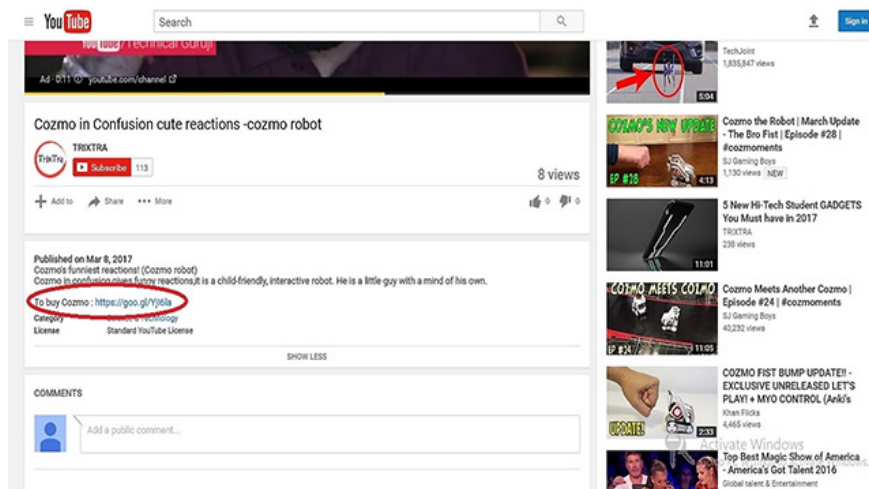 YouTube
Search
Sign in
YouTube/Technical Guruji
Ad · 0:11 youtube.com/channel
Cozmo in Confusion cute reactions -cozmo robot
TRIXTRA
TrixTra
Subscribe 113
8 views
Add to Share More
0 0
Published on Mar 8, 2017
Cozmo's funniest reactions! (Cozmo robot)
Cozmo in confusion gives funny reactions,it is a child-friendly, interactive robot. He is a little guy with a mind of his own.
To buy Cozmo : https://goo.gl/Yji6la
Category Science & Technology
License Standard YouTube License
SHOW LESS
COMMENTS
Add a public comment...
TechJoint
1,835,847 views
5:04
Cozmo the Robot | March Update
- The Bro Fist | Episode #28 |
#cozmoments
SJ Gaming Boys
1,130 views NEW
COZMO'S NEW UPDATE
EP #28
4:13
5 New Hi-Tech Student GADGETS
You Must have in 2017
TRIXTRA
238 views
11:01
Cozmo Meets Another Cozmo |
Episode #24 | #cozmoments
SJ Gaming Boys
40,232 views
COZMO MEETS COZMO
EP #24
11:05
COZMO FIST BUMP UPDATE!! -
EXCLUSIVE UNRELEASED LET'S
PLAY! + MYO CONTROL (Anki's
Khan Flicks
4,465 views
UPDATE!
2:33
Activate Windows
Top Best Magic Show of America
- America's Got Talent 2016
Global talent & Entertainment